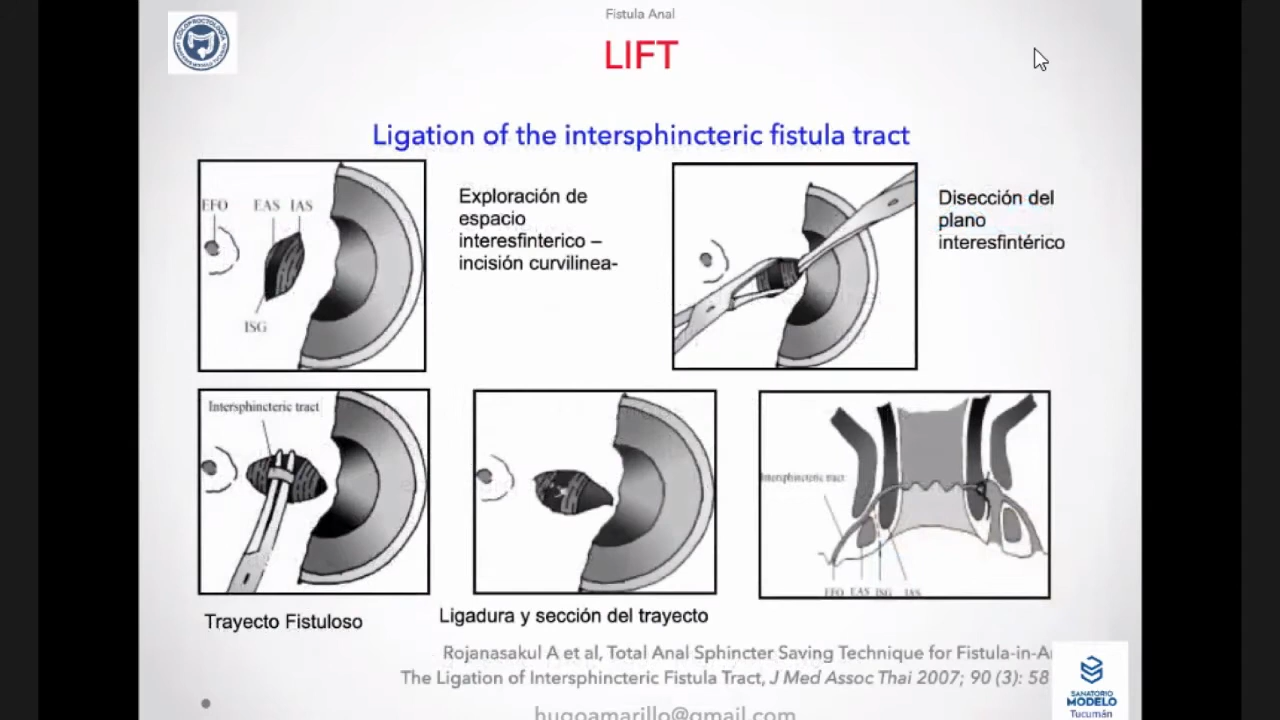 Fistula Anal
LIFT
Ligation of the intersphincteric fistula tract
EFO EAS IAS
ISG
Exploración de
espacio
interesfinterico –
incisión curvilinea-
Disección del
plano
interesfintérico
Intersphincteric tract
Trayecto Fistuloso
Ligadura y sección del trayecto
Intersphincteric tract
EFO EAS ISG IAS
Rojanasakul A et al, Total Anal Sphincter Saving Technique for Fistula-in-A
The Ligation of Intersphincteric Fistula Tract, J Med Assoc Thai 2007; 90 (3): 58
hugoamarillo@gmail.com
COLOPROCTOLOGIA
SANATORIO
MODELO
Tucumán